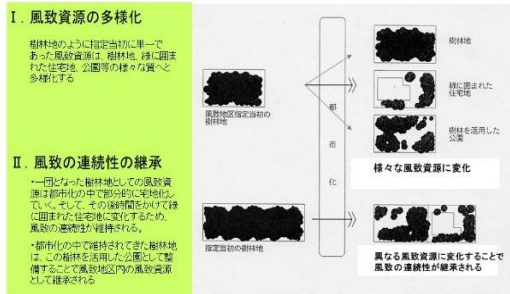 Ⅰ．風致資源の多様化
樹林地のように指定当初に単一で
あった風致資源は、樹林地、緑に囲ま
れた住宅地、公園等の様々な質へと
多様化する
Ⅱ．風致の連続性の継承
・一団となった樹林地としての風致資
源は都市化の中で部分的に宅地化し
ていく。そして、その後時間をかけて緑
に囲まれた住宅地に変化するため、
風致の連続性が維持される。
・都市化の中で維持されてきた樹林地
は、この樹林を活用した公園として整
備することで風致地区内の風致資源
として継承される
風致地区指定当初の
樹林地
都市化
樹林地
緑に囲まれた
住宅地
樹林を活用した
公園
様々な風致資源に変化
指定当初の樹林地
異なる風致資源に変化することで
風致の連続性が継承される